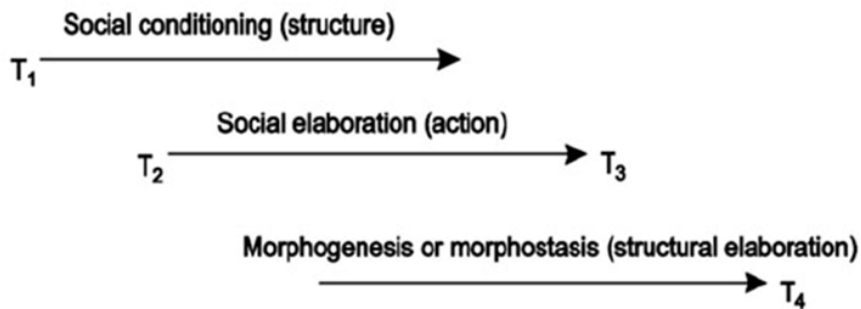 Social conditioning (structure)
T₁
Social elaboration (action)
T₂ T₃
Morphogenesis or morphostasis (structural elaboration)
T₄